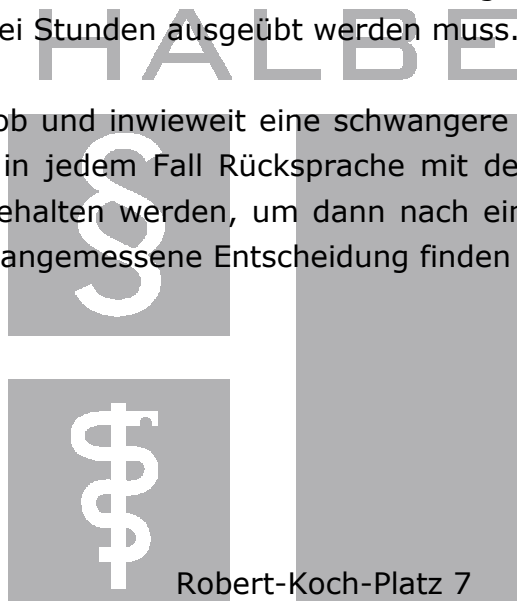 ei Stunden ausgeübt werden muss.
HALBE
ob und inwieweit eine schwangere
in jedem Fall Rücksprache mit de
ehalten werden, um dann nach ein
angemessene Entscheidung finden
§
Robert-Koch-Platz 7